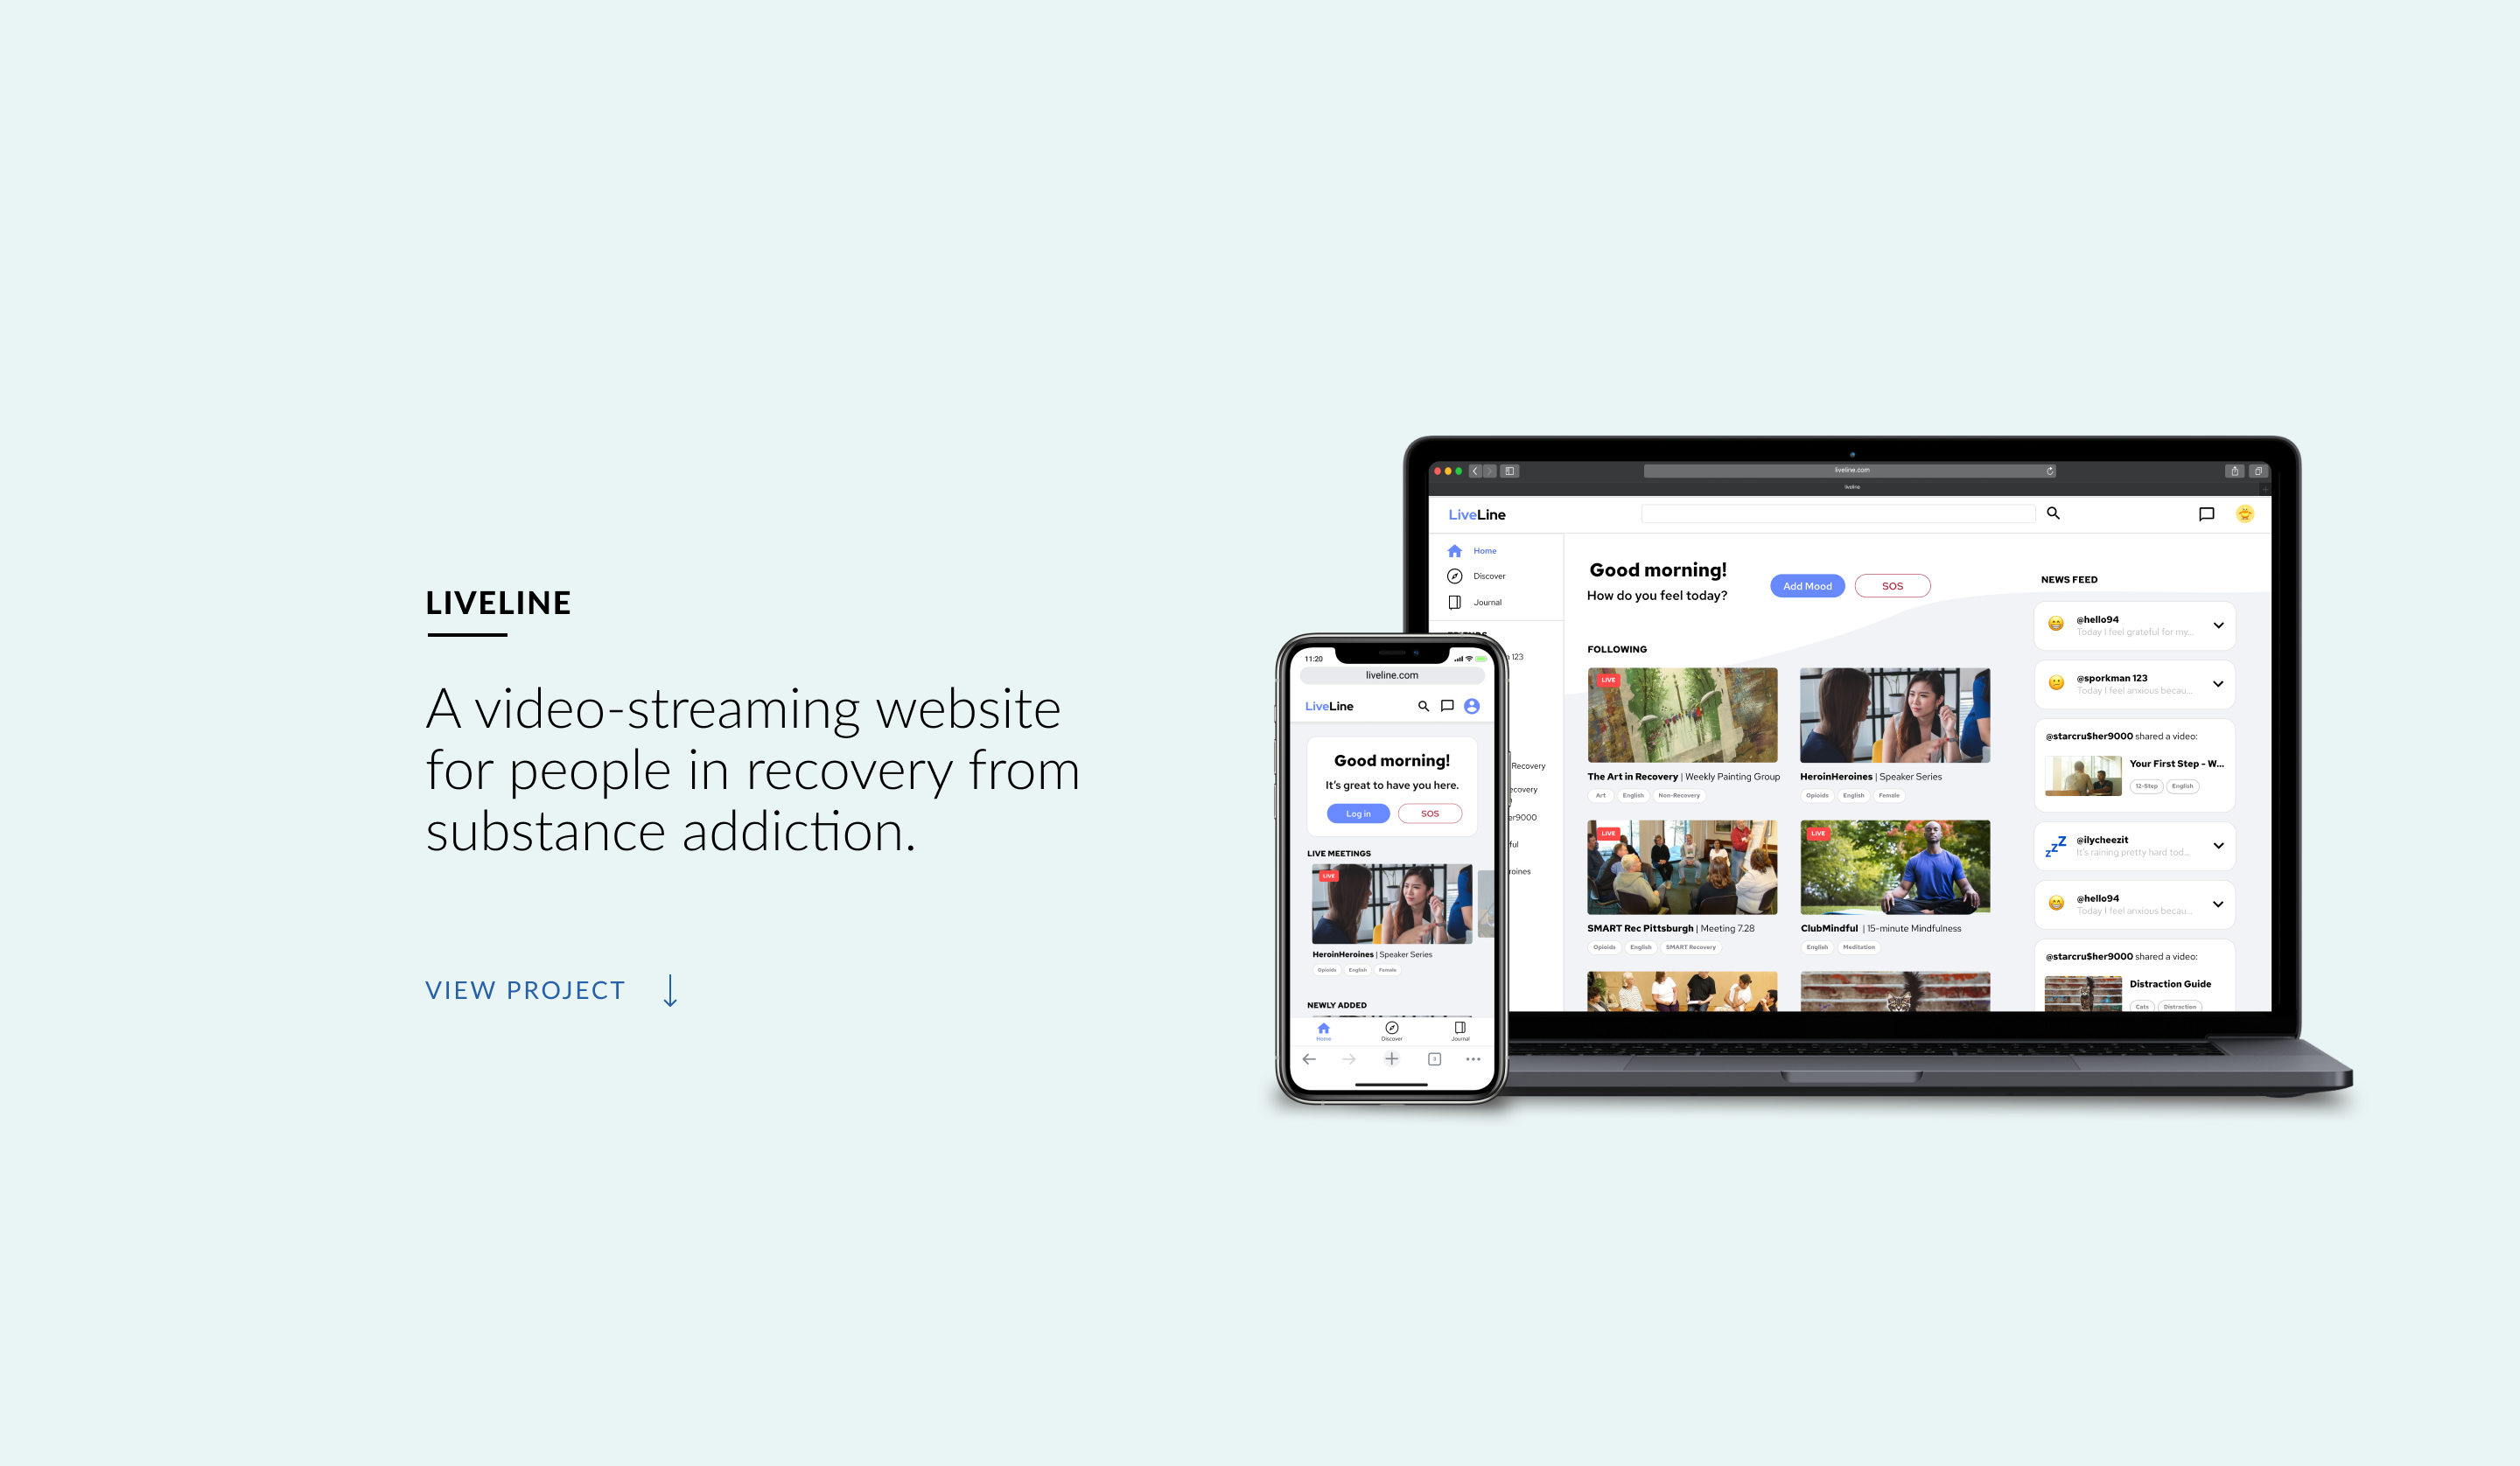 LIVELINE
A video-streaming website
for people in recovery from
substance addiction.
VIEW PROJECT
liveline.com
liveline
LiveLine
Home
Discover
Journal
123
Recovery
er9000
Good morning!
How do you feel today?
Add Mood
SOS
FOLLOWING
LIVE
The Art in Recovery | Weekly Painting Group
Art English Non-Recovery
HeroinHeroines | Speaker Series
Opioids English Female
LIVE
SMART Rec Pittsburgh | Meeting 7.28
Opioids English SMART Recovery
LIVE
ClubMindful | 15-minute Mindfulness
English Meditation
NEWS FEED
@hello94
Today I feel grateful for my...
@sporkman 123
Today I feel anxious becau...
@starcru$her9000 shared a video:
Your First Step - W...
12-Step English
zzZ
@ilycheezit
It's raining pretty hard tod...
@hello94
Today I feel anxious becau...
@starcru$her9000 shared a video:
Distraction Guide
Cats Distraction
11:20
liveline.com
LiveLine
Good morning!
It's great to have you here.
Log in
SOS
LIVE MEETINGS
LIVE
HeroinHeroines | Speaker Series
Opioids English Female
NEWLY ADDED
Home
Discover
Journal